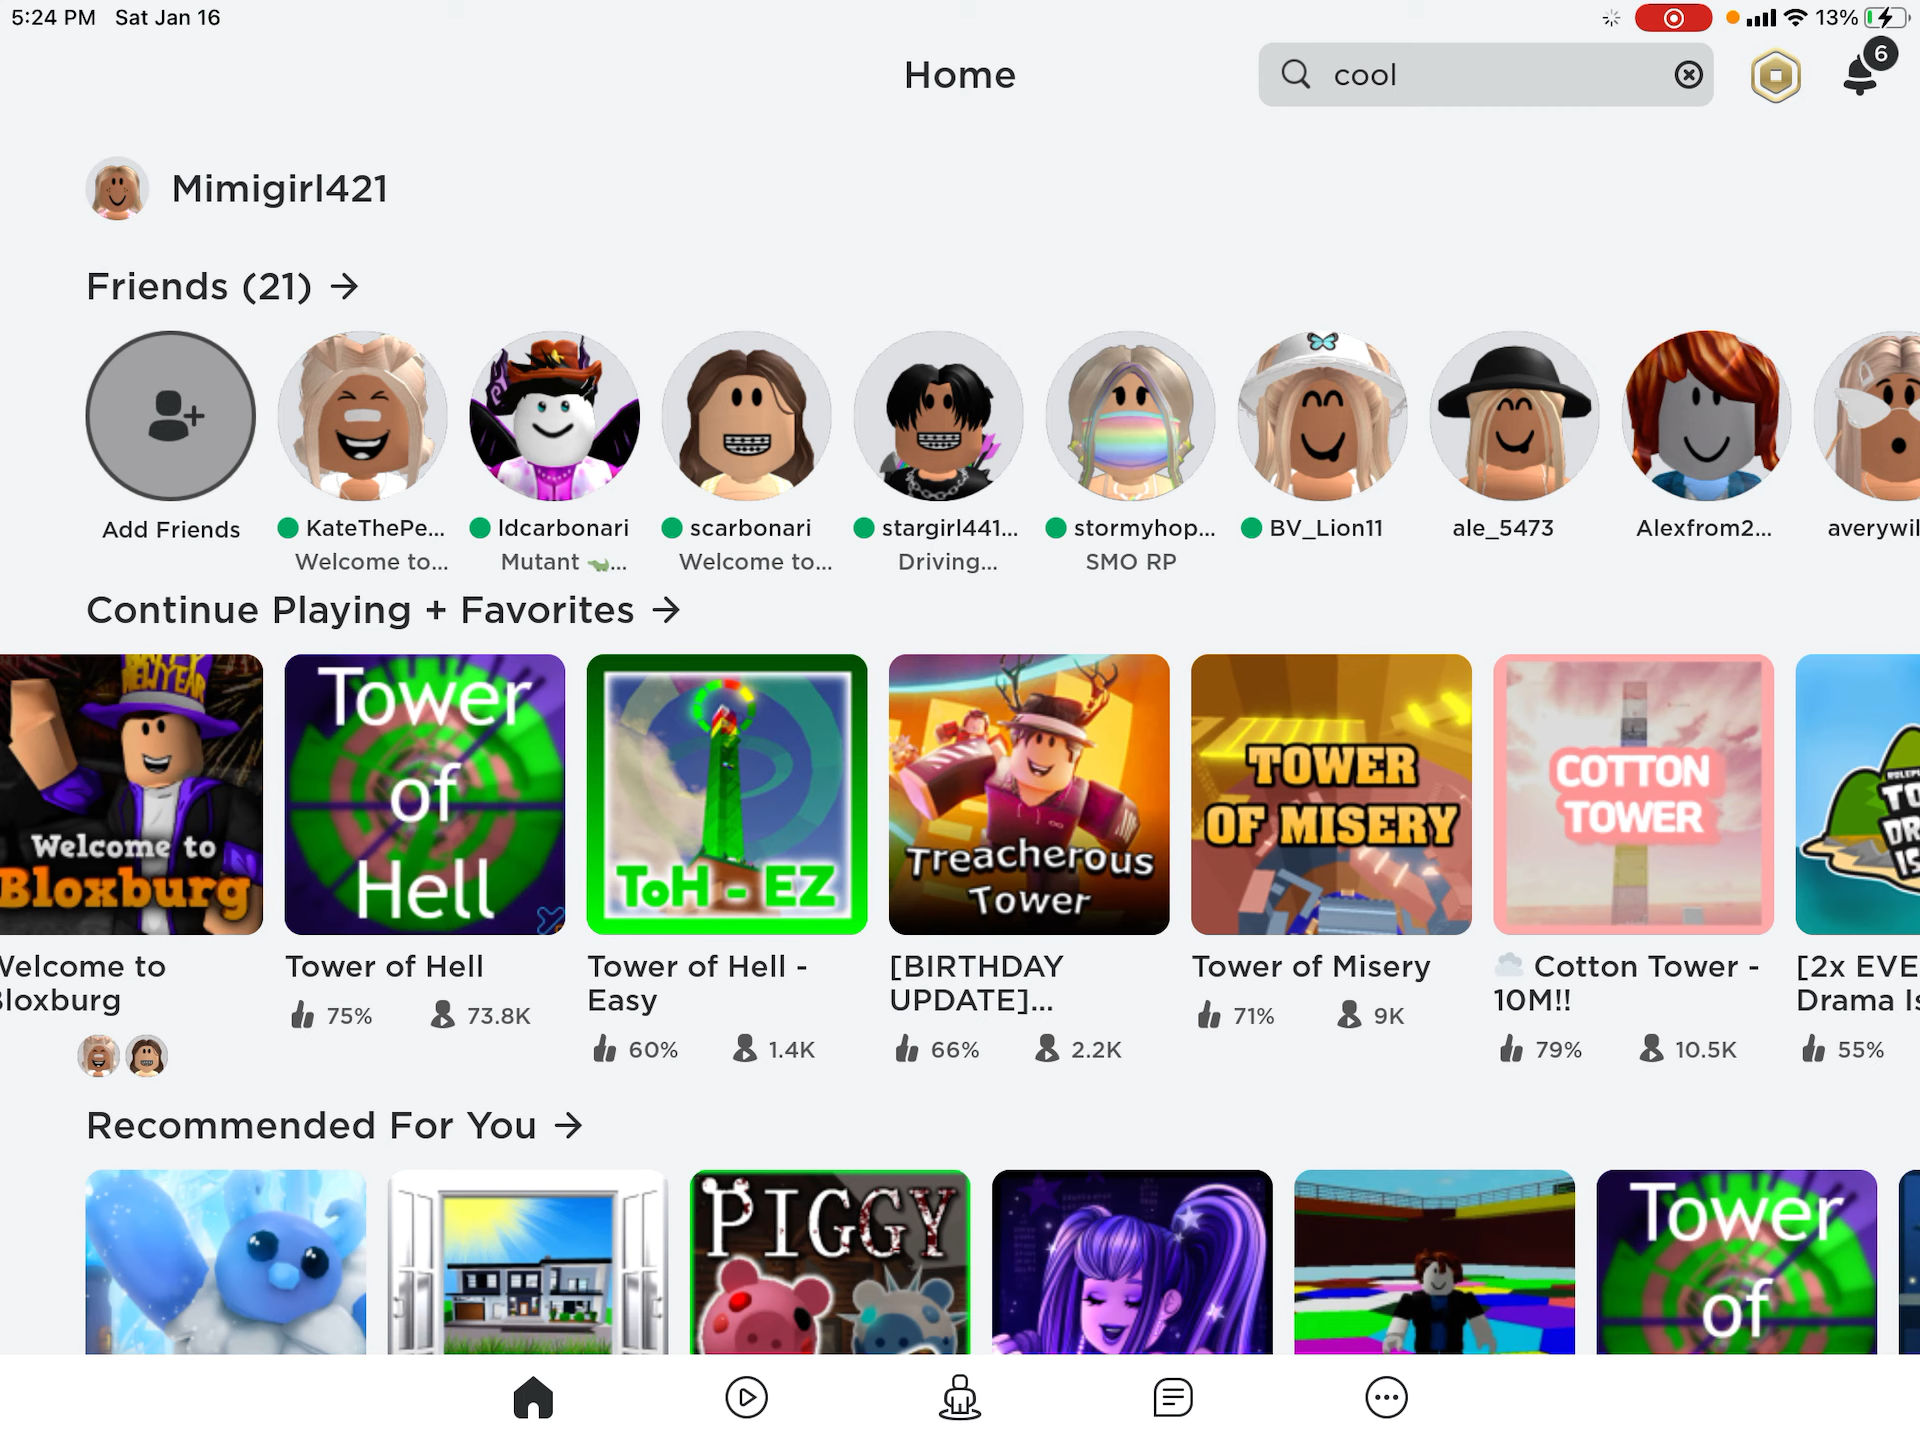 5:24 PM Sat Jan 16
13%
Home
cool
6
Mimigirl421
Friends (21) →
Add Friends
KateThePe...
ldcarbonari
scarbonari
stargirl441...
stormyhop...
BV_Lion11
ale_5473
Alexfrom2...
averywil
Welcome to...
Mutant 🐊...
Welcome to...
Driving...
SMO RP
Continue Playing + Favorites →
NEW YEAR
Welcome to
Bloxburg
Tower
of
Hell
ToH - EZ
Treacherous
Tower
TOWER
OF MISERY
COTTON
TOWER
Welcome to
Bloxburg
Tower of Hell
75% 73.8K
Tower of Hell -
Easy
60% 1.4K
[BIRTHDAY
UPDATE]...
66% 2.2K
Tower of Misery
71% 9K
☁️ Cotton Tower -
10M!!
79% 10.5K
[2x EVE
Drama Is
55%
Recommended For You →
PIGGY
Tower
of